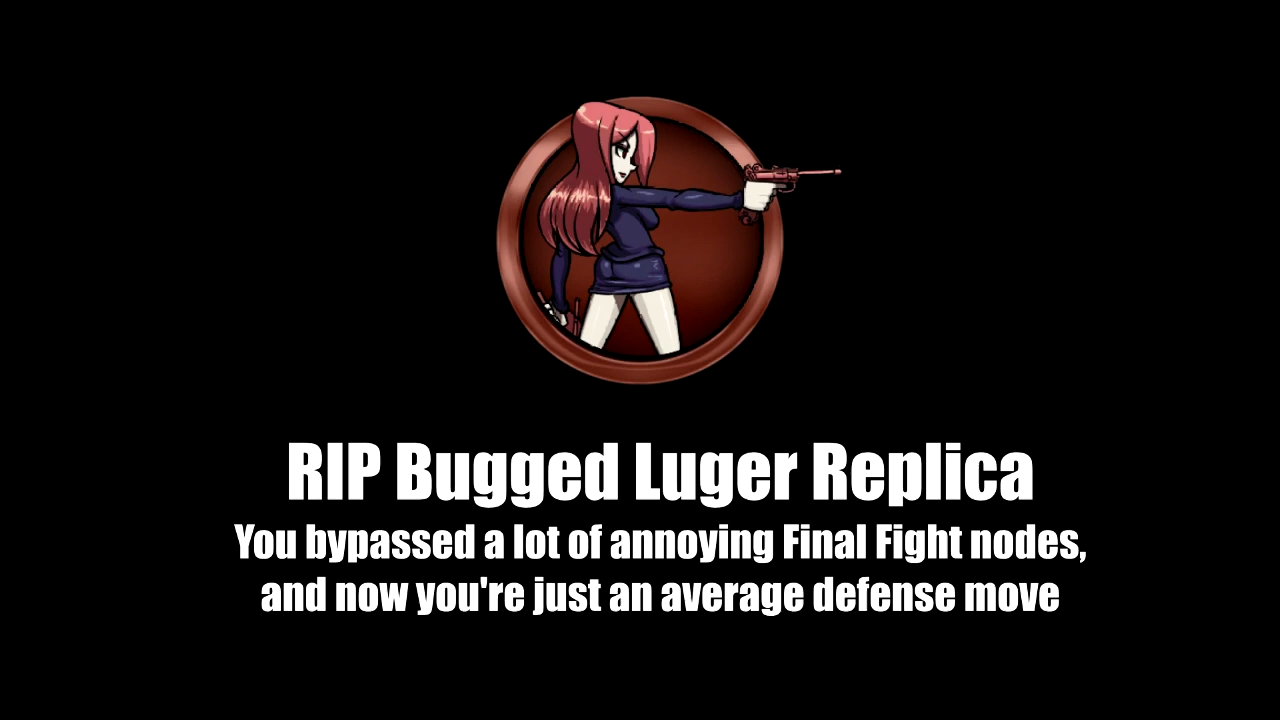 RIP Bugged Luger Replica
You bypassed a lot of annoying Final Fight nodes,
and now you're just an average defense move